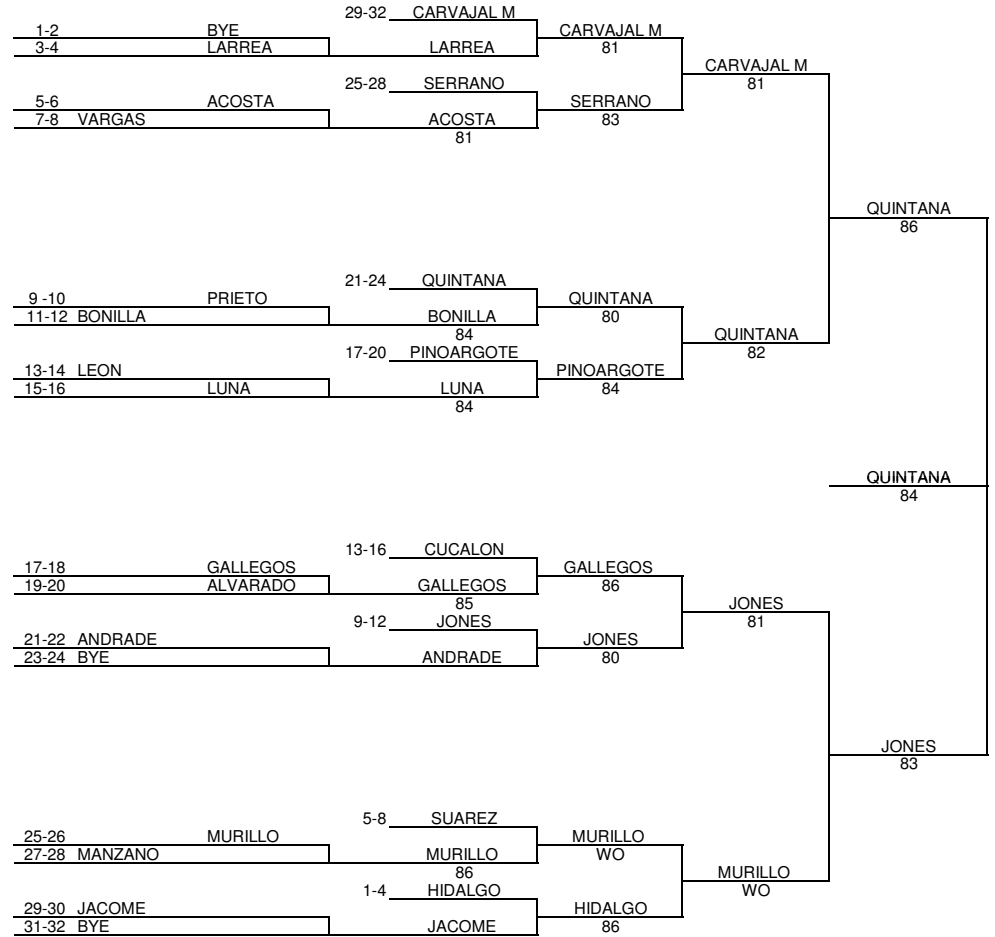 29-32 CARVAJAL M
1-2 BYE CARVAJAL M
3-4 LARREA LARREA 81
CARVAJAL M
25-28 SERRANO 81
5-6 ACOSTA SERRANO
7-8 VARGAS ACOSTA 83
81
QUINTANA
86
21-24 QUINTANA
9 -10 PRIETO QUINTANA
11-12 BONILLA BONILLA 80
84 QUINTANA
17-20 PINOARGOTE 82
13-14 LEON PINOARGOTE
15-16 LUNA LUNA 84
84
QUINTANA
84
13-16 CUCALON
17-18 GALLEGOS GALLEGOS
19-20 ALVARADO GALLEGOS 86
85 JONES
9-12 JONES 81
21-22 ANDRADE JONES
23-24 BYE ANDRADE 80
JONES
83
5-8 SUAREZ
25-26 MURILLO MURILLO
27-28 MANZANO MURILLO WO
86 MURILLO
1-4 HIDALGO WO
29-30 JACOME HIDALGO
31-32 BYE JACOME 86